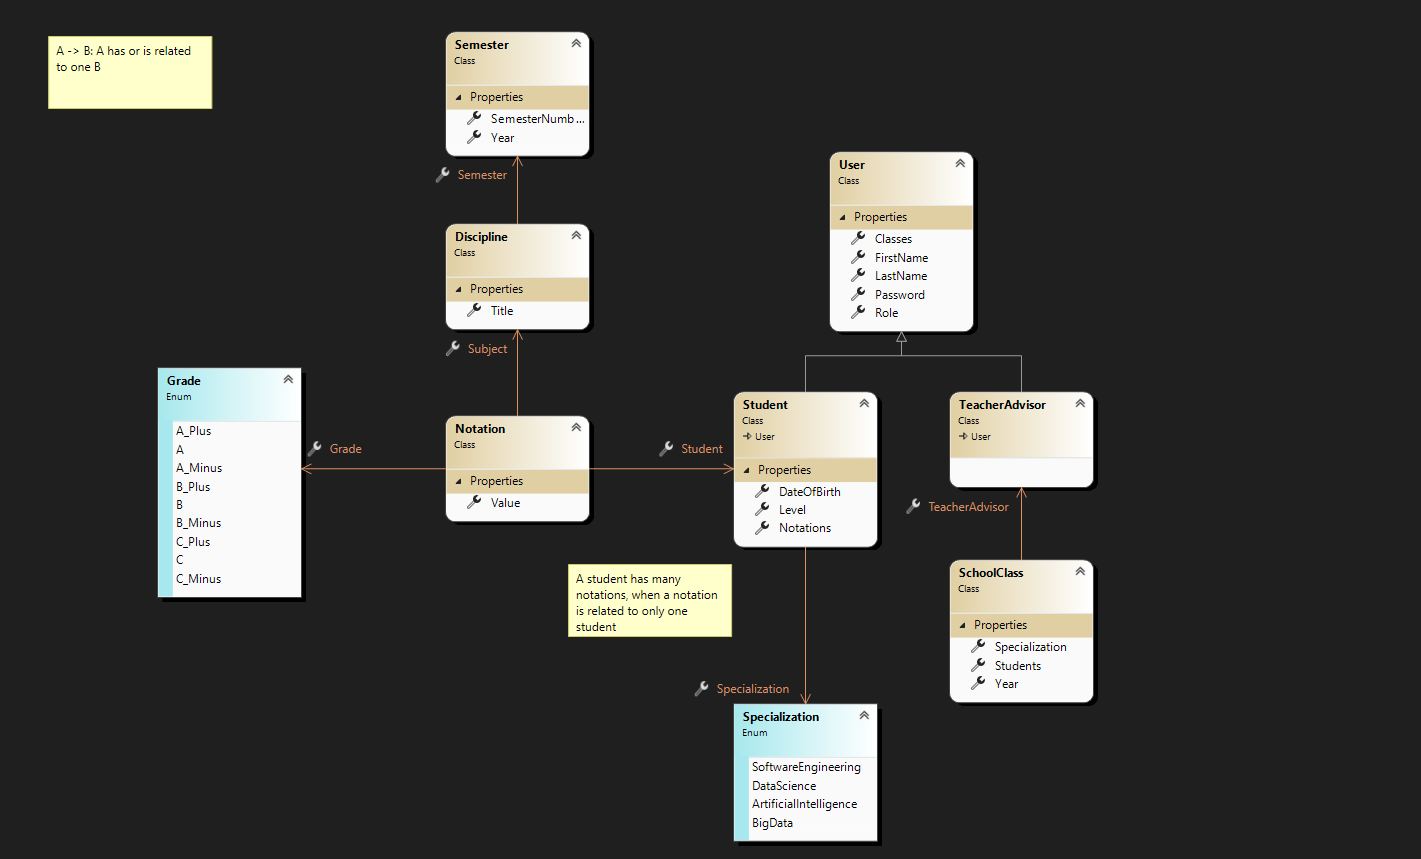 A -> B: A has or is related
to one B
Semester
Class
Properties
SemesterNumb...
Year
Semester
Discipline
Class
Properties
Title
Subject
User
Class
Properties
Classes
FirstName
LastName
Password
Role
Grade
Enum
A_Plus
A
A_Minus
B_Plus
B
B_Minus
C_Plus
C
C_Minus
Grade
Notation
Class
Properties
Value
Student
Student
Class
User
Properties
DateOfBirth
Level
Notations
TeacherAdvisor
Class
User
TeacherAdvisor
A student has many
notations, when a notation
is related to only one
student
SchoolClass
Class
Properties
Specialization
Students
Year
Specialization
Specialization
Enum
SoftwareEngineering
DataScience
ArtificialIntelligence
BigData